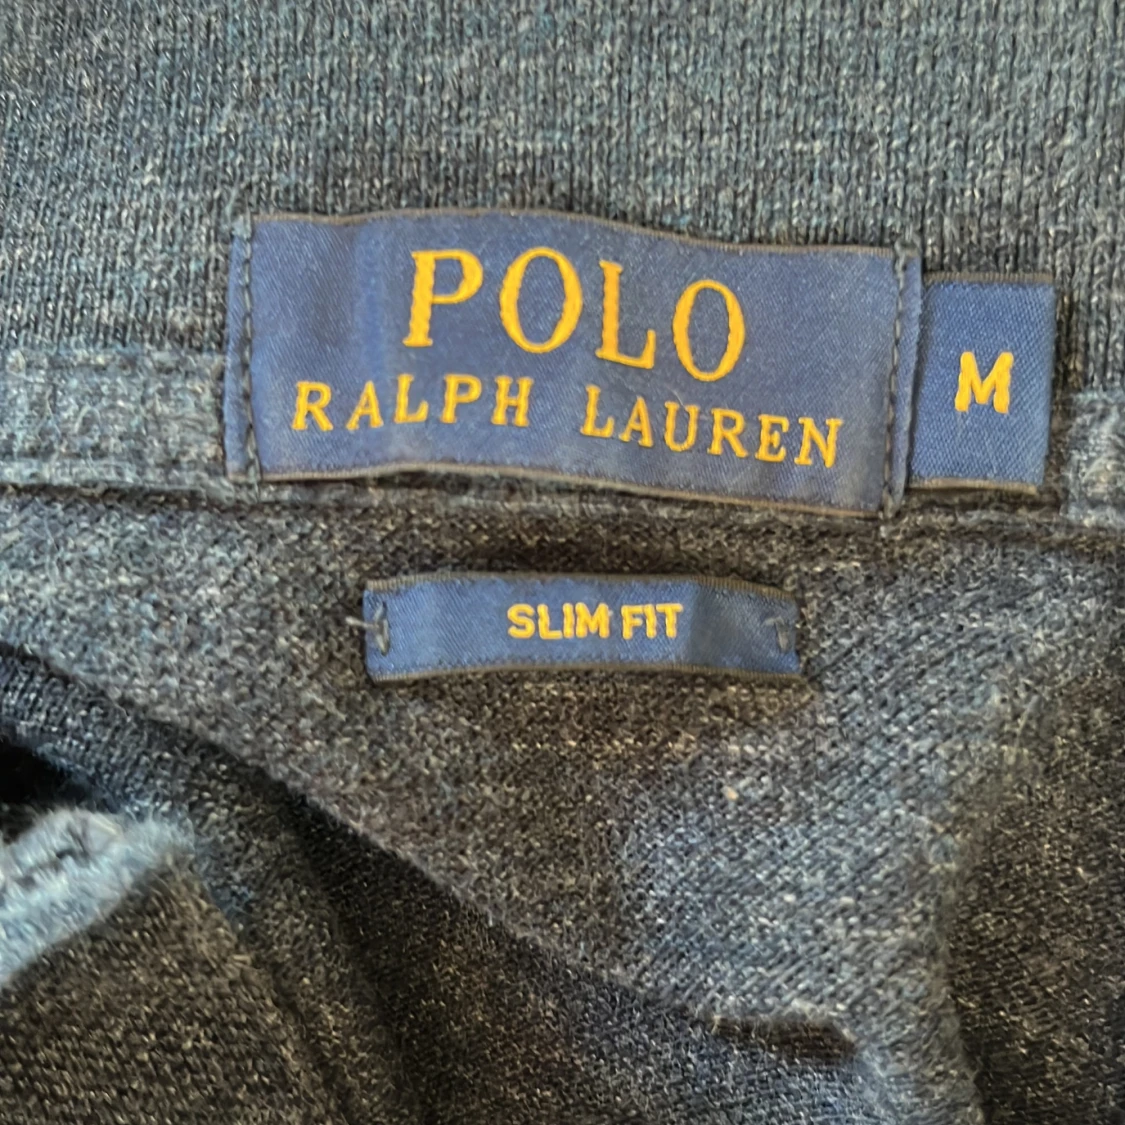 POLO
RALPH LAUREN
M
SLIM FIT